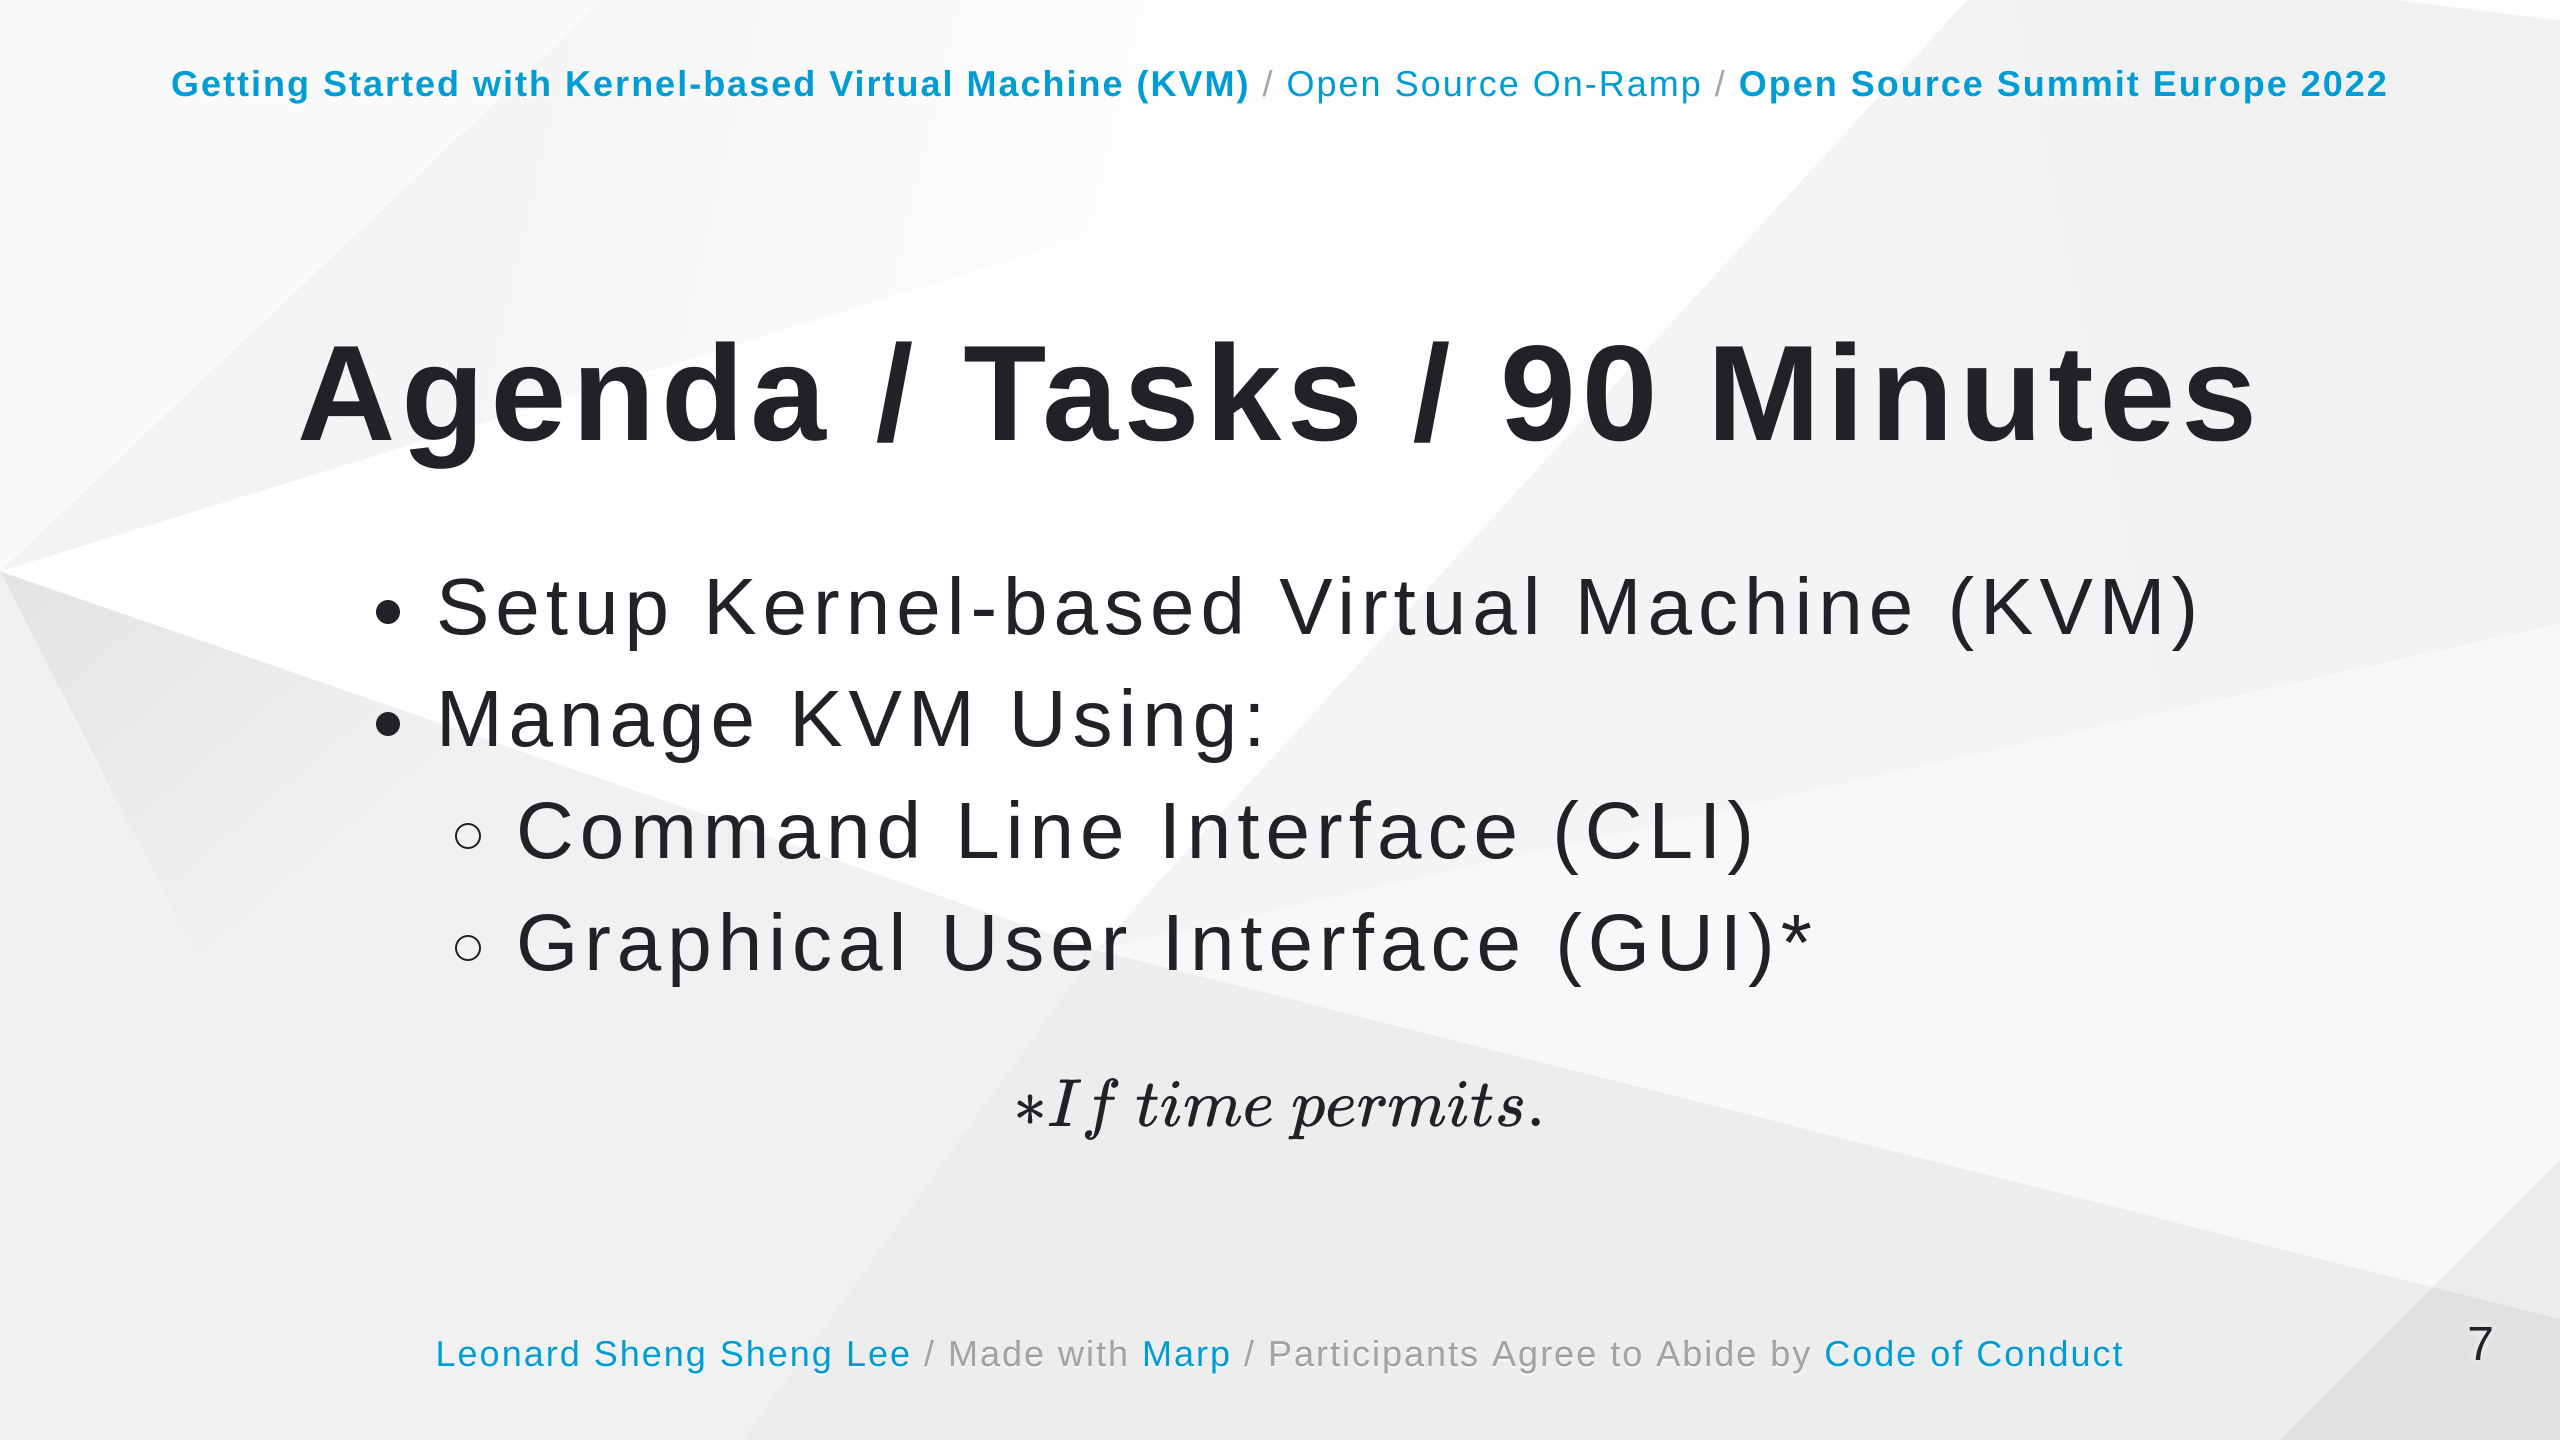 Getting Started with Kernel-based Virtual Machine (KVM) / Open Source On-Ramp / Open Source Summit Europe 2022
Agenda / Tasks / 90 Minutes
• Setup Kernel-based Virtual Machine (KVM)
• Manage KVM Using:
○ Command Line Interface (CLI)
○ Graphical User Interface (GUI)*
*If time permits.
Leonard Sheng Sheng Lee / Made with Marp / Participants Agree to Abide by Code of Conduct
7